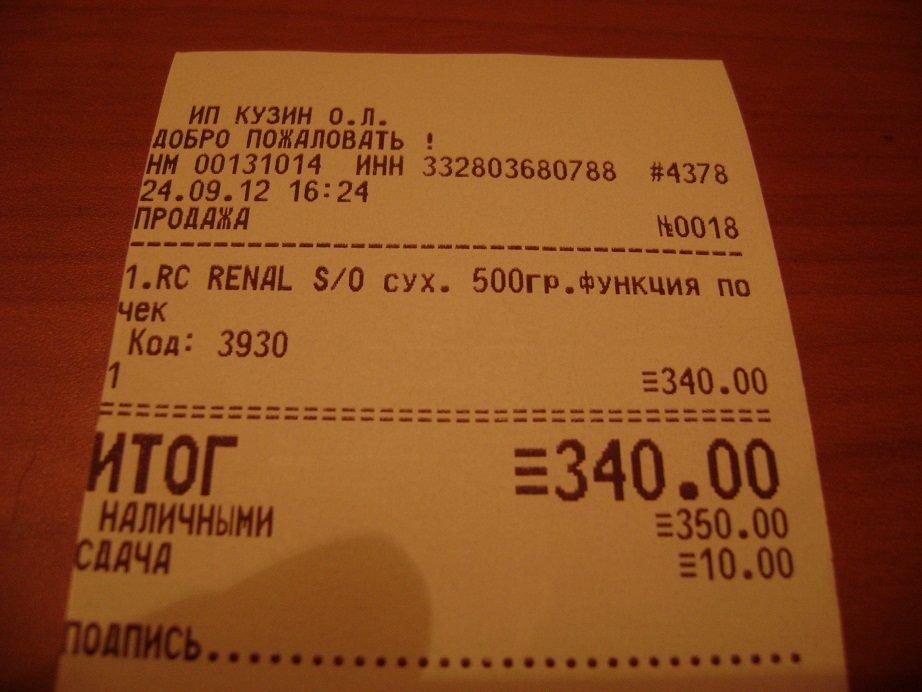 ИП КУЗИН О.Л.
ДОБРО ПОЖАЛОВАТЬ !
НМ 00131014 ИНН 332803680788 #4378
24.09.12 16:24
ПРОДАЖА №0018
1.RC RENAL S/O сух. 500гр.функция по
чек
Код: 3930
1 ≡340.00
ИТОГ ≡340.00
НАЛИЧНЫМИ ≡350.00
СДАЧА ≡10.00
ПОДПИСЬ....................................